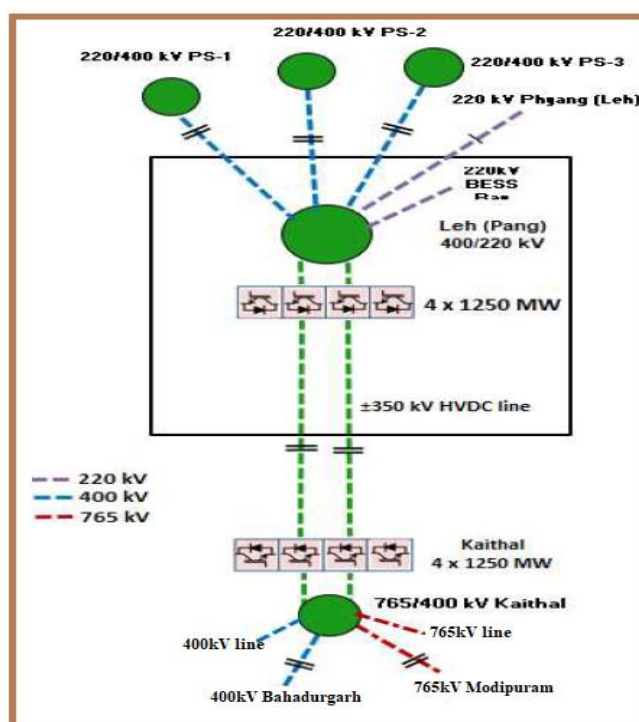 220/400 kV PS-1
220/400 kV PS-2
220/400 kV PS-3
220 kV Phyang (Leh)
220kV
BESS
Leh (Pang)
400/220 kV
4 x 1250 MW
±350 kV HVDC line
220 kV
400 kV
765 kV
Kaithal
4 x 1250 MW
765/400 kV Kaithal
400kV line
765kV line
400kV Bahadurgarh
765kV Modipuram